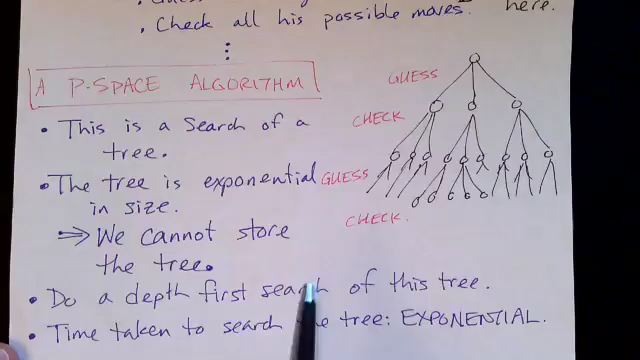 • Check all his possible moves. here.
A P-SPACE ALGORITHM
• This is a Search of a
tree.
• The tree is exponential
in size.
⇒ We cannot store
the tree.
• Do a depth first search of this tree.
• Time taken to search the tree: EXPONENTIAL.
GUESS
CHECK
GUESS
CHECK.